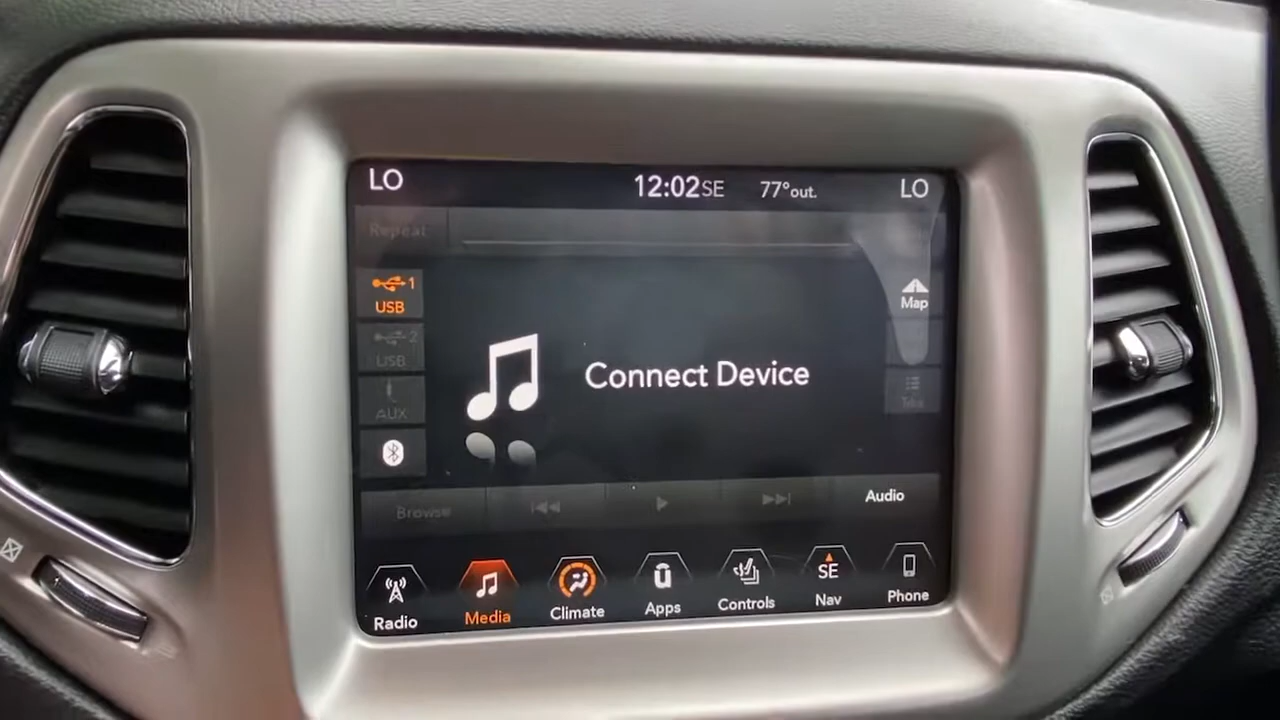 LO 12:02 SE 77° out. LO
Repeat
1
USB
Map
2
USB
Connect Device
AUX
Browse
Audio
Radio
Media
Climate
Apps
Controls
SE
Nav
Phone